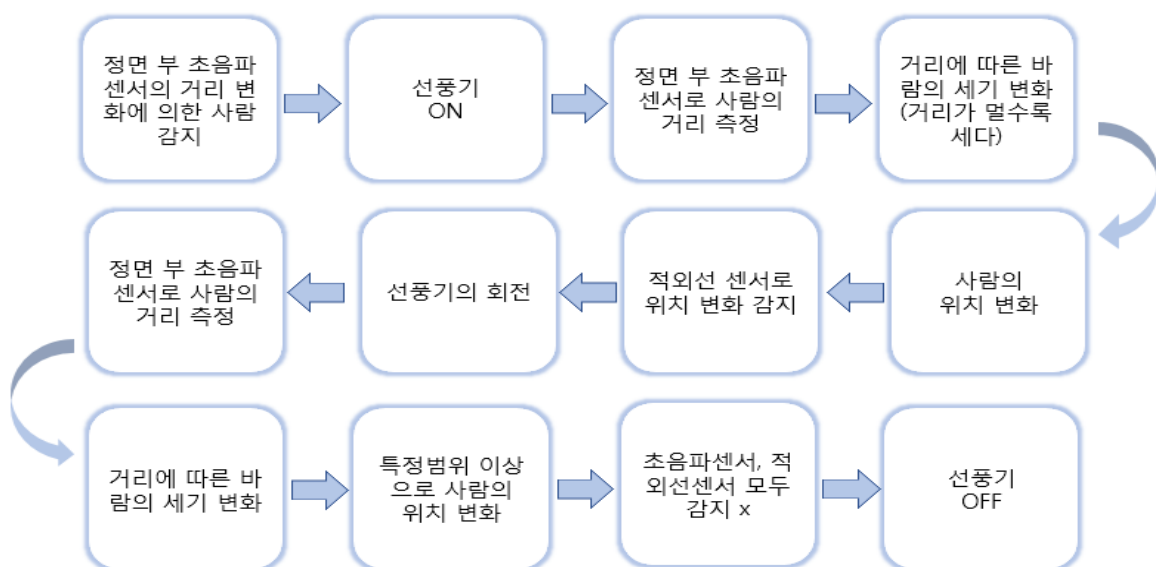 정면 부 초음파
센서의 거리 변
화에 의한 사람
감지
선풍기
ON
정면 부 초음파
센서로 사람의
거리 측정
거리에 따른 바
람의 세기 변화
(거리가 멀수록
세다)
사람의
위치 변화
적외선 센서로
위치 변화 감지
선풍기의 회전
정면 부 초음파
센서로 사람의
거리 측정
거리에 따른 바
람의 세기 변화
특정범위 이상
으로 사람의
위치 변화
초음파센서, 적
외선센서 모두
감지 x
선풍기
OFF